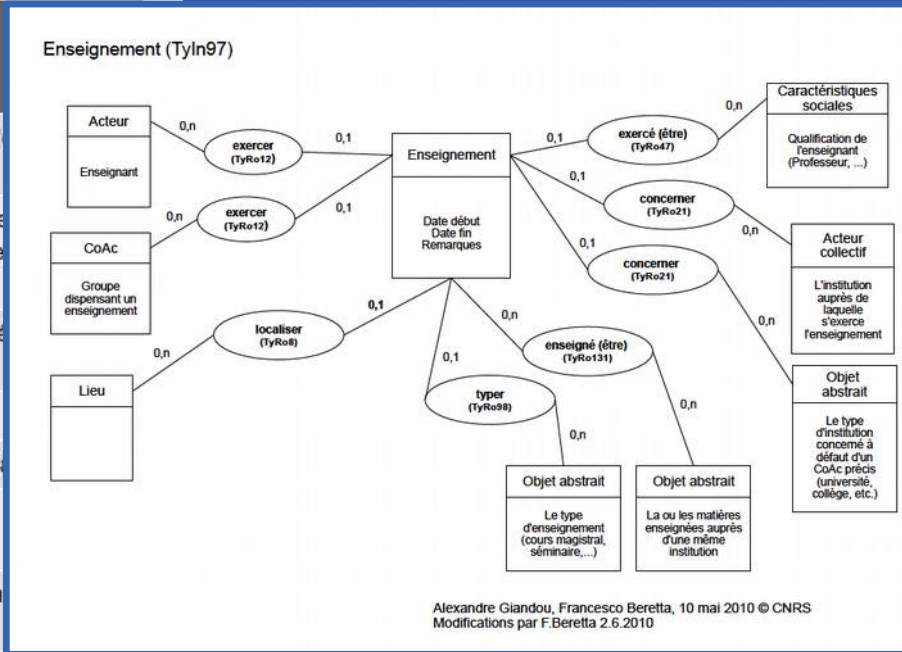 Enseignement (TyIn97)
Acteur
Enseignant
0,n
exercer
(TyRo12)
0,1
CoAc
Groupe
dispensant un
enseignement
0,n
exercer
(TyRo12)
0,1
Lieu
0,n
localiser
(TyRo8)
0,1
Enseignement
Date début
Date fin
Remarques
0,1
exercé (être)
(TyRo47)
0,n
Caractéristiques
sociales
Qualification de
l'enseignant
(Professeur, ...)
0,1
concerner
(TyRo21)
0,n
Acteur
collectif
L'institution
auprès de
laquelle
s'exerce
l'enseignement
0,1
concerner
(TyRo21)
0,n
Objet
abstrait
Le type
d'institution
concerné à
défaut d'un
CoAc précis
(université,
collège, etc.)
0,n
enseigné (être)
(TyRo131)
0,n
0,1
typer
(TyRo98)
0,n
Objet abstrait
Le type
d'enseignement
(cours magistral,
séminaire,...)
Objet abstrait
La ou les matières
enseignées auprès
d'une même
institution
Alexandre Giandou, Francesco Beretta, 10 mai 2010 © CNRS
Modifications par F.Beretta 2.6.2010